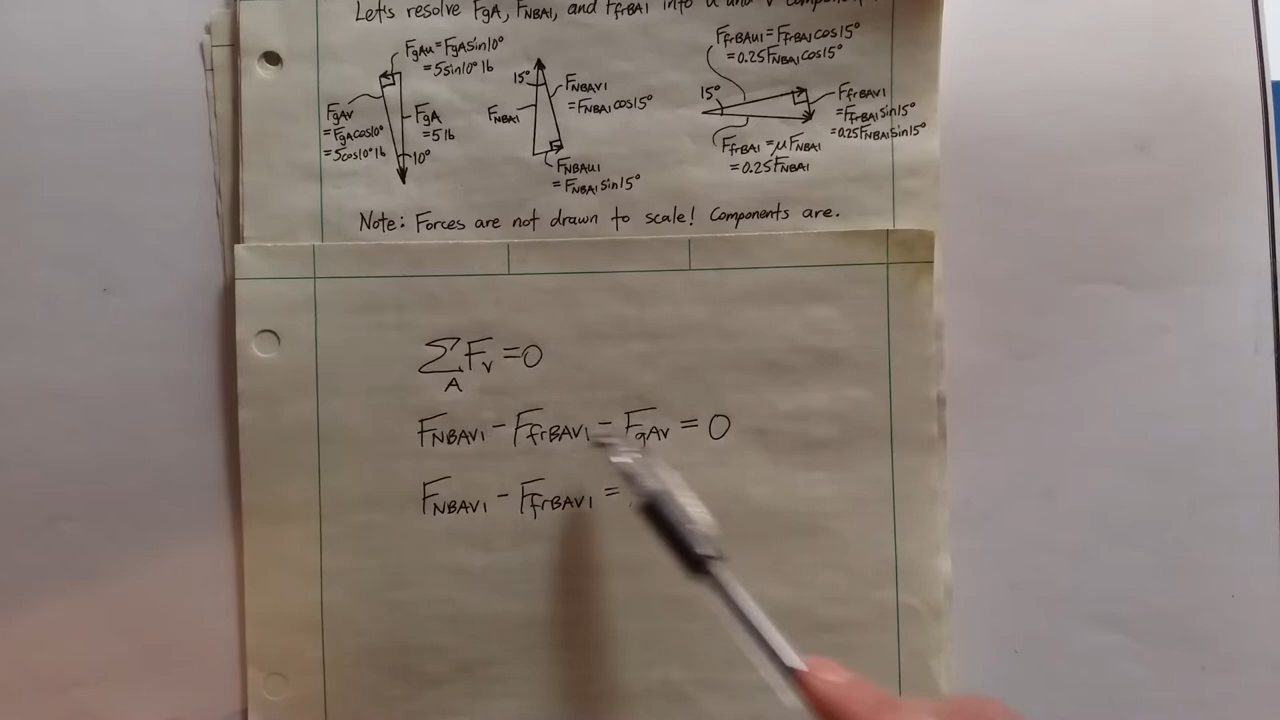 Let's resolve FgA, FNBA1, and FfrBA1 into u and v component
FgAu = FgAsin10°
= 5sin10° lb
FgAv
= FgAcos10°
= 5cos10° lb
FgA
= 5 lb
10°
15°
FNBA1
FNBAV1
= FNBA1cos15°
FNBAU1
= FNBA1sin15°
FfrBAU1 = FfrBA1cos15°
= 0.25FNBA1cos15°
15°
FfrBAV1
= FfrBA1sin15°
= 0.25FNBA1sin15°
FfrBA1 = μFNBA1
= 0.25FNBA1
Note: Forces are not drawn to scale! Components are.
∑ Fv = 0
A
FNBAV1 - FfrBAV1 - FgAv = 0
FNBAV1 - FfrBAV1 =